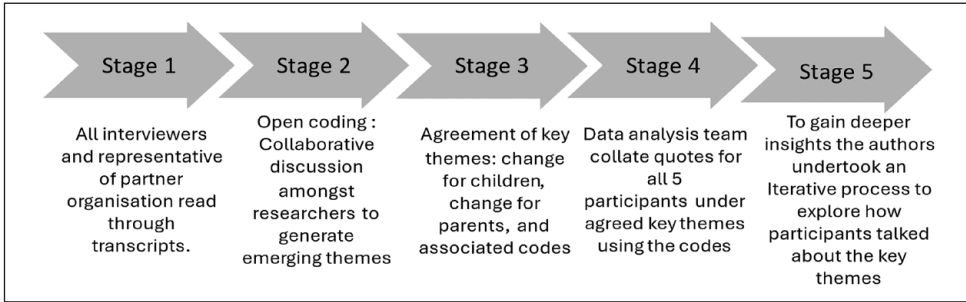 Stage 1
All interviewers
and representative
of partner
organisation read
through
transcripts.
Stage 2
Open coding :
Collaborative
discussion
amongst
researchers to
generate
emerging themes
Stage 3
Agreement of key
themes: change
for children,
change for
parents, and
associated codes
Stage 4
Data analysis team
collate quotes for
all 5
participants under
agreed key themes
using the codes
Stage 5
To gain deeper
insights the authors
undertook an
Iterative process to
explore how
participants talked
about the key
themes